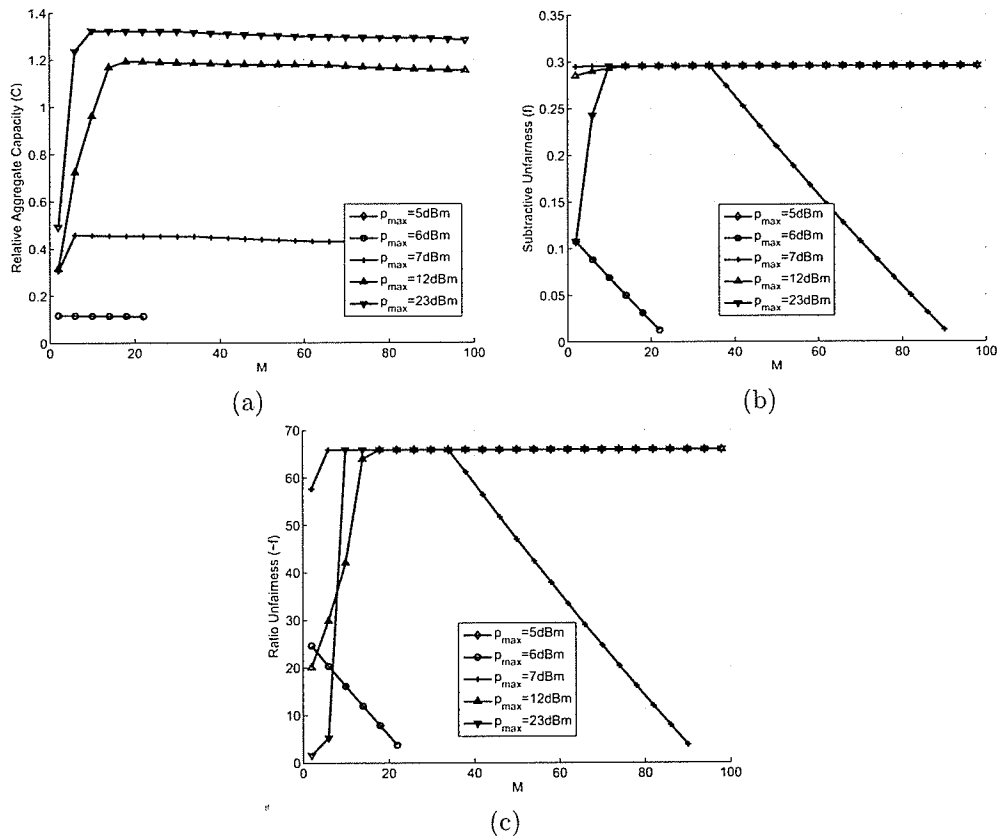 1.4
1.2
1
0.8
0.6
0.4
0.2
0
0
20
40
60
80
100
Relative Aggregate Capacity (C)
M
p_max=5dBm
p_max=6dBm
p_max=7dBm
p_max=12dBm
p_max=23dBm
(a)
0.35
0.3
0.25
0.2
0.15
0.1
0.05
0
0
20
40
60
80
100
Subtractive Unfairness (f)
M
p_max=5dBm
p_max=6dBm
p_max=7dBm
p_max=12dBm
p_max=23dBm
(b)
70
60
50
40
30
20
10
0
0
20
40
60
80
100
Ratio Unfairness (~f)
M
p_max=5dBm
p_max=6dBm
p_max=7dBm
p_max=12dBm
p_max=23dBm
(c)